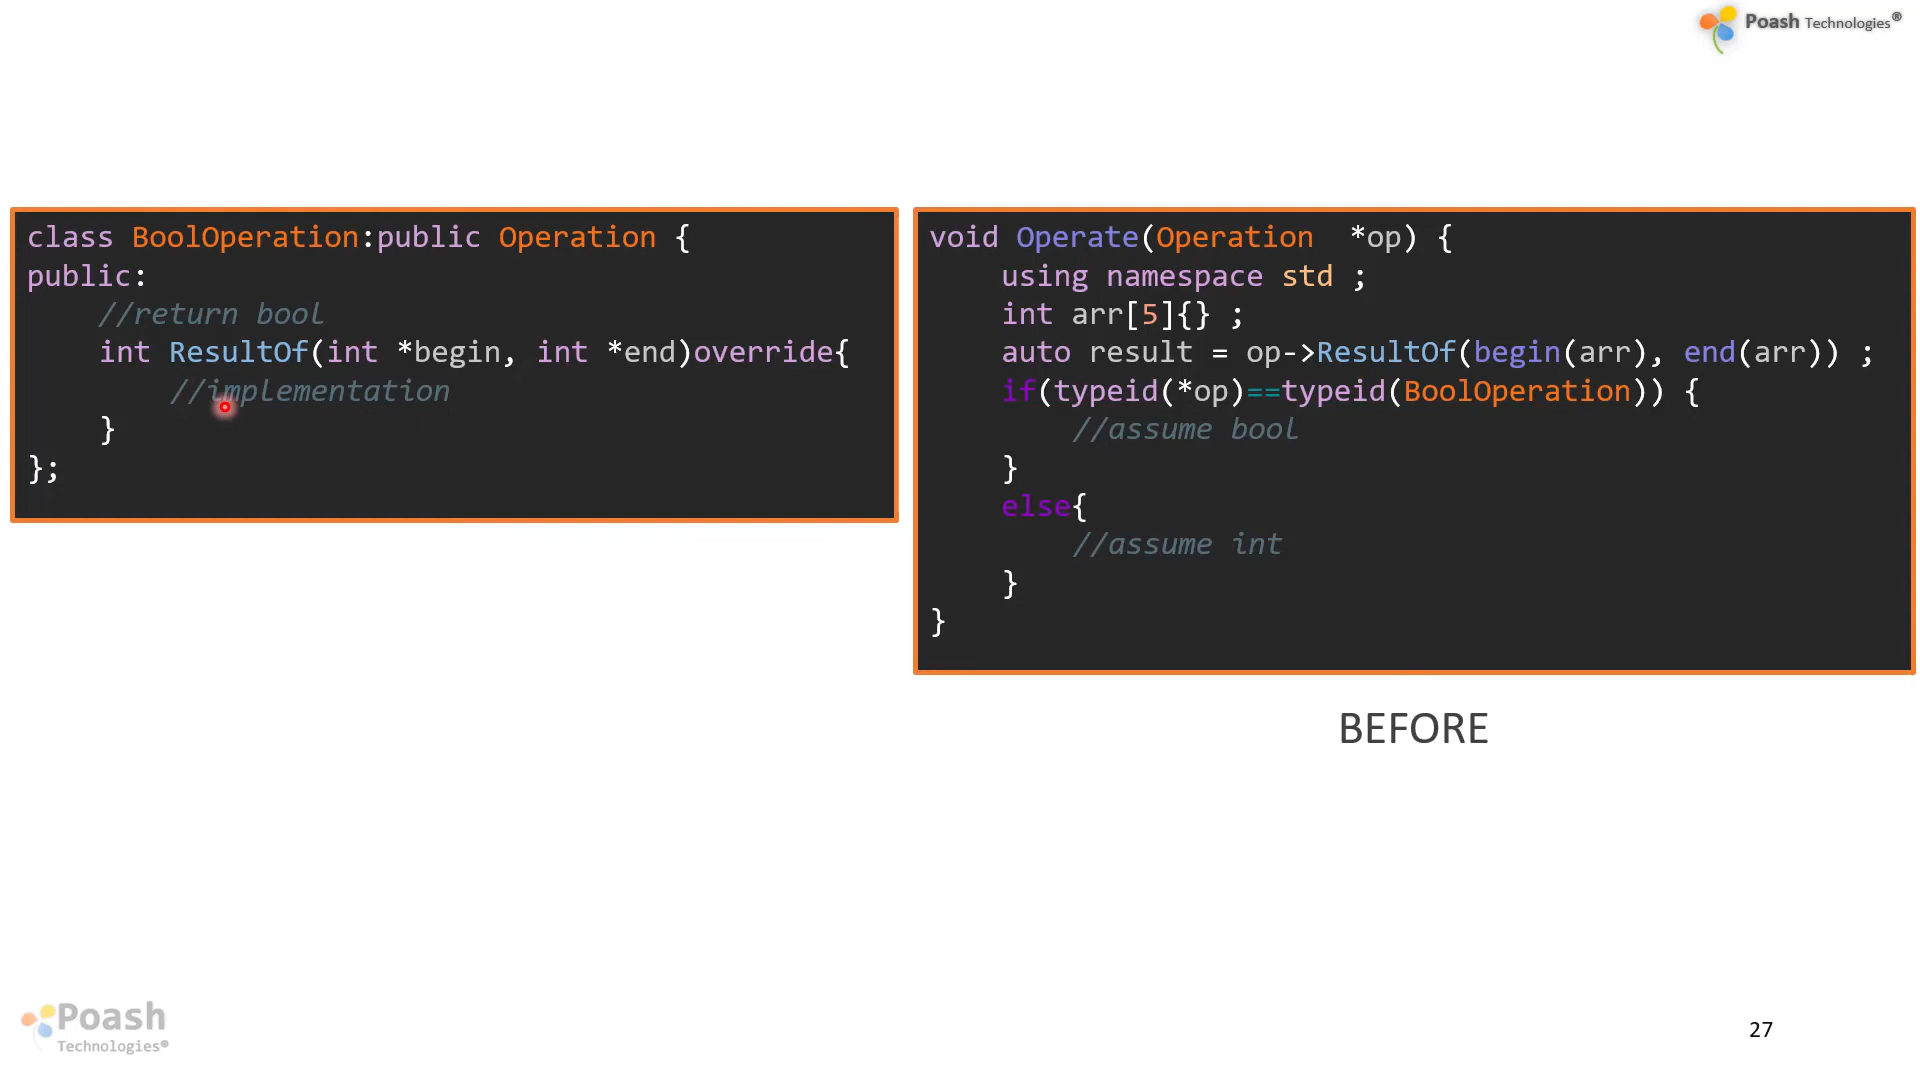 Poash Technologies®
class BoolOperation:public Operation {
public:
//return bool
int ResultOf(int *begin, int *end)override{
//implementation
}
};
void Operate(Operation *op) {
using namespace std ;
int arr[5]{} ;
auto result = op->ResultOf(begin(arr), end(arr)) ;
if(typeid(*op)==typeid(BoolOperation)) {
//assume bool
}
else{
//assume int
}
}
BEFORE
Poash
Technologies®
27